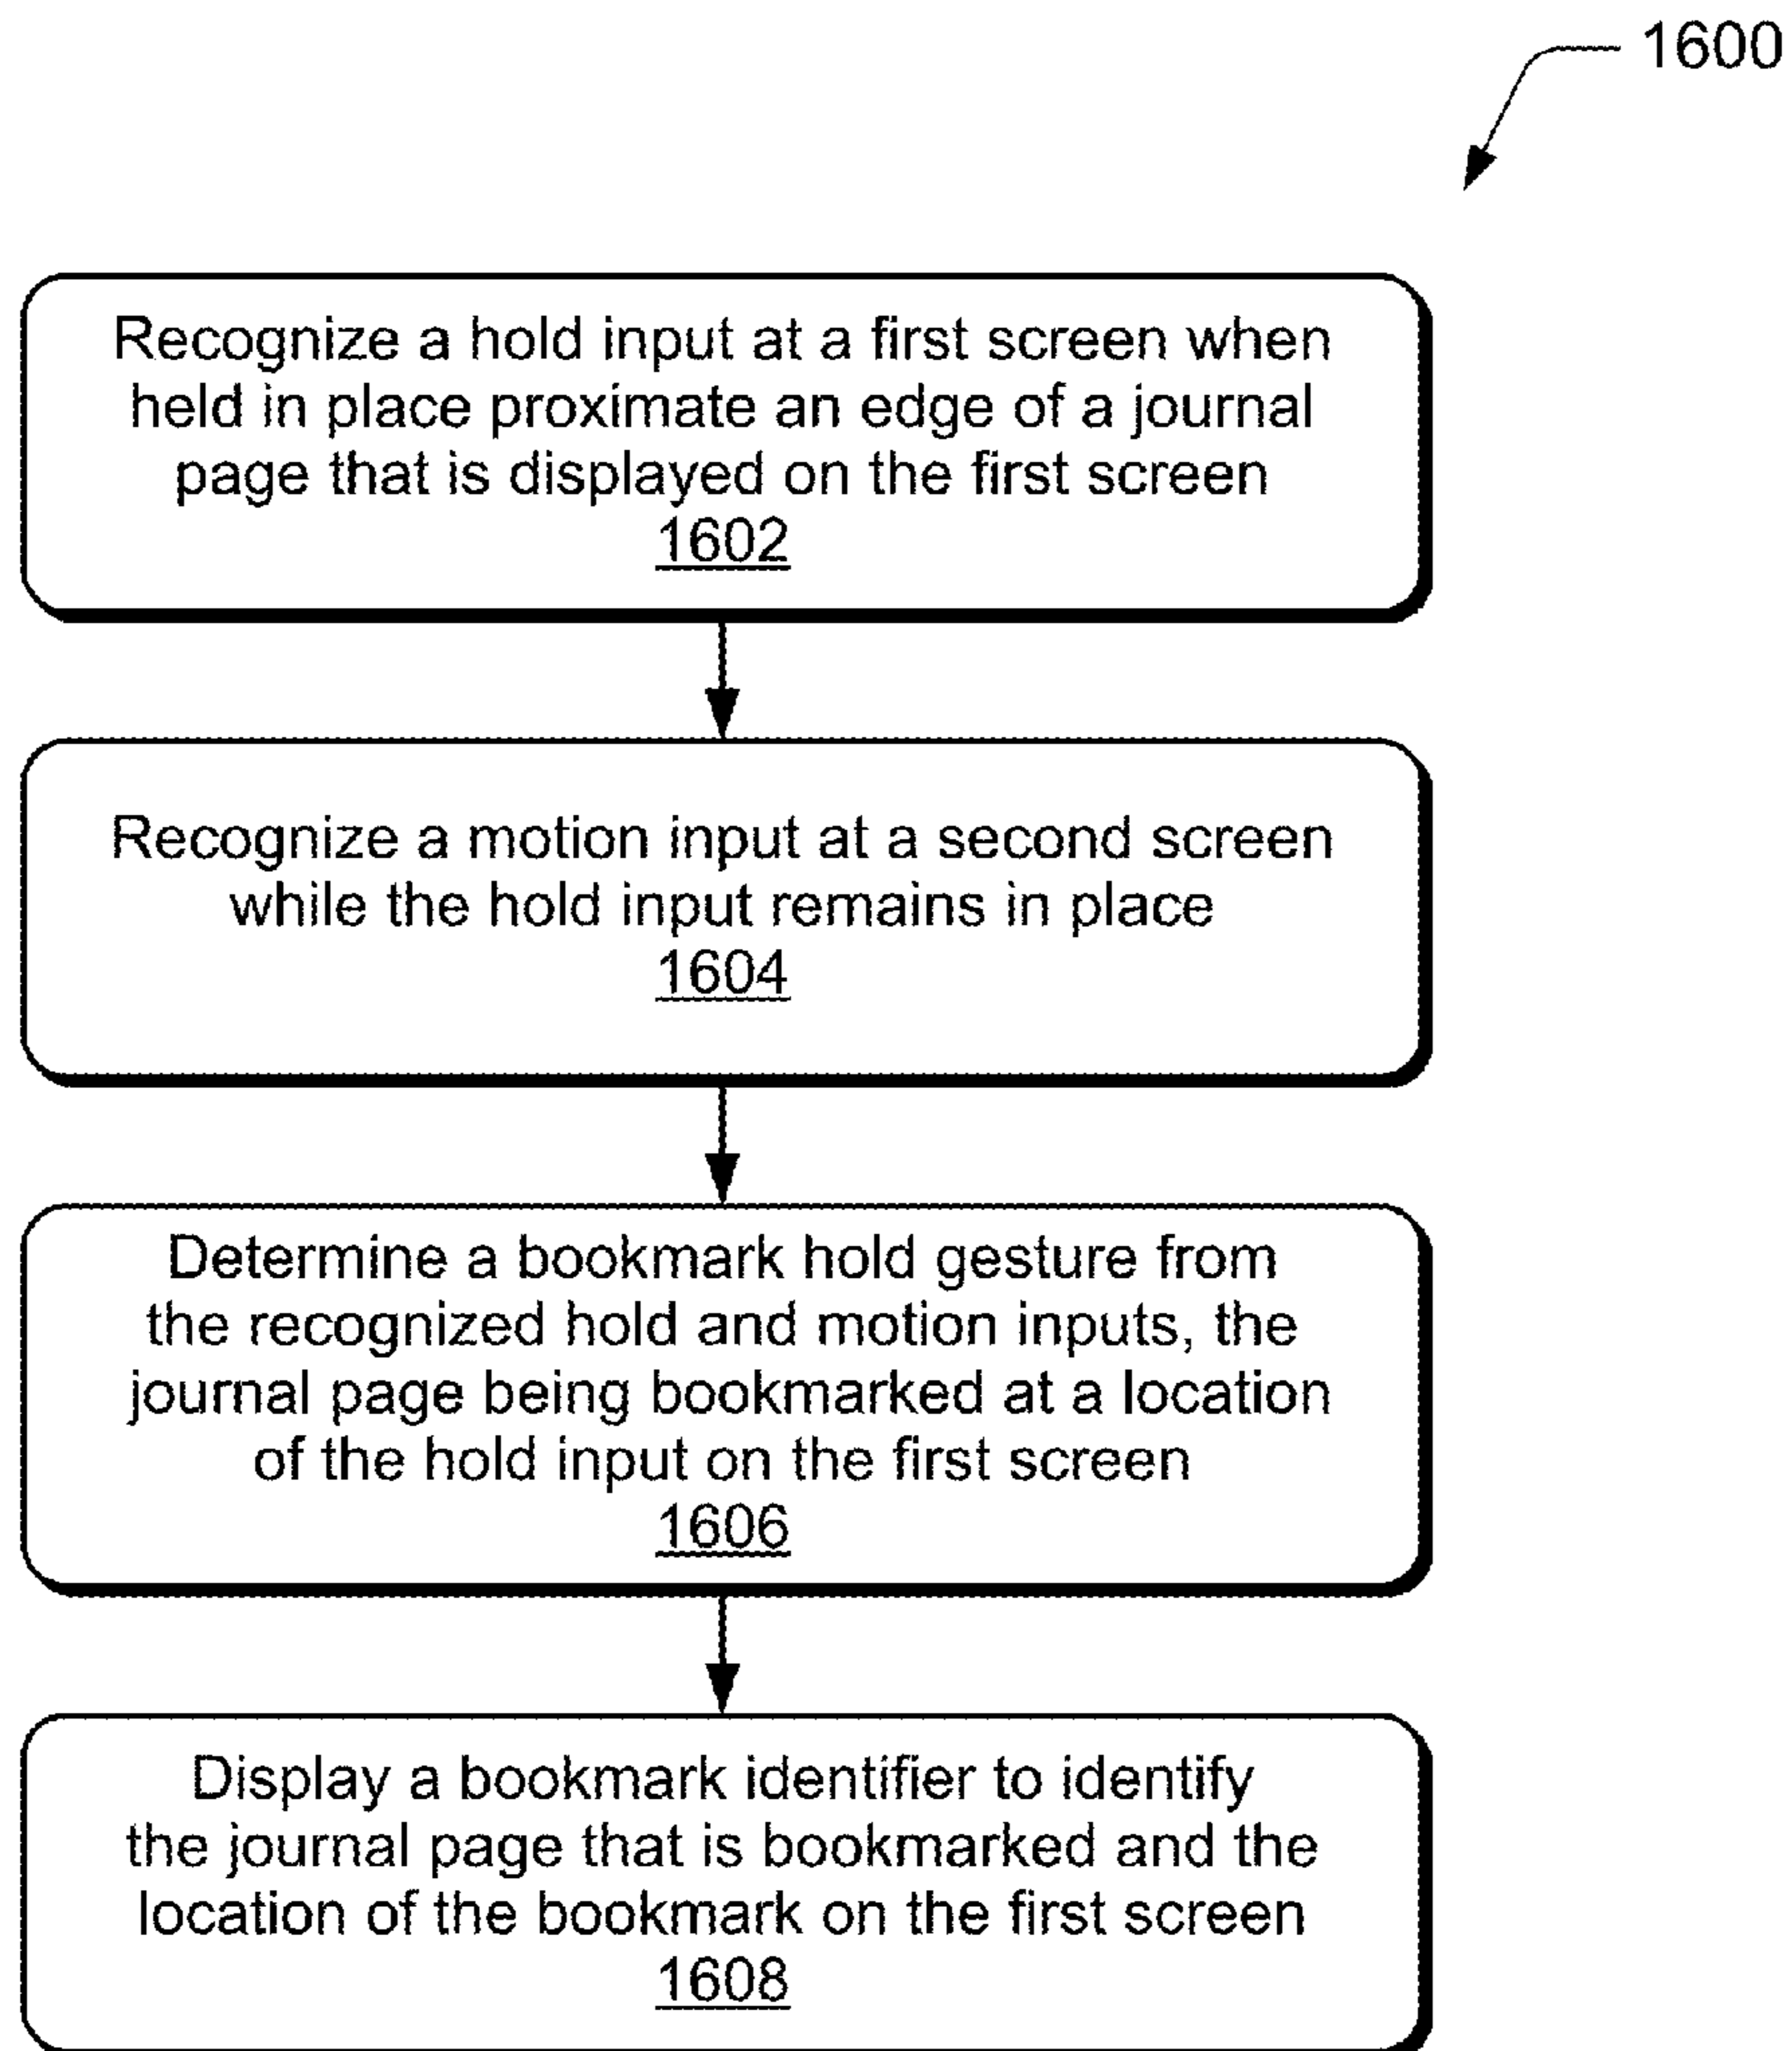 1600
Recognize a hold input at a first screen when
held in place proximate an edge of a journal
page that is displayed on the first screen
1602
Recognize a motion input at a second screen
while the hold input remains in place
1604
Determine a bookmark hold gesture from
the recognized hold and motion inputs, the
journal page being bookmarked at a location
of the hold input on the first screen
1606
Display a bookmark identifier to identify
the journal page that is bookmarked and the
location of the bookmark on the first screen
1608